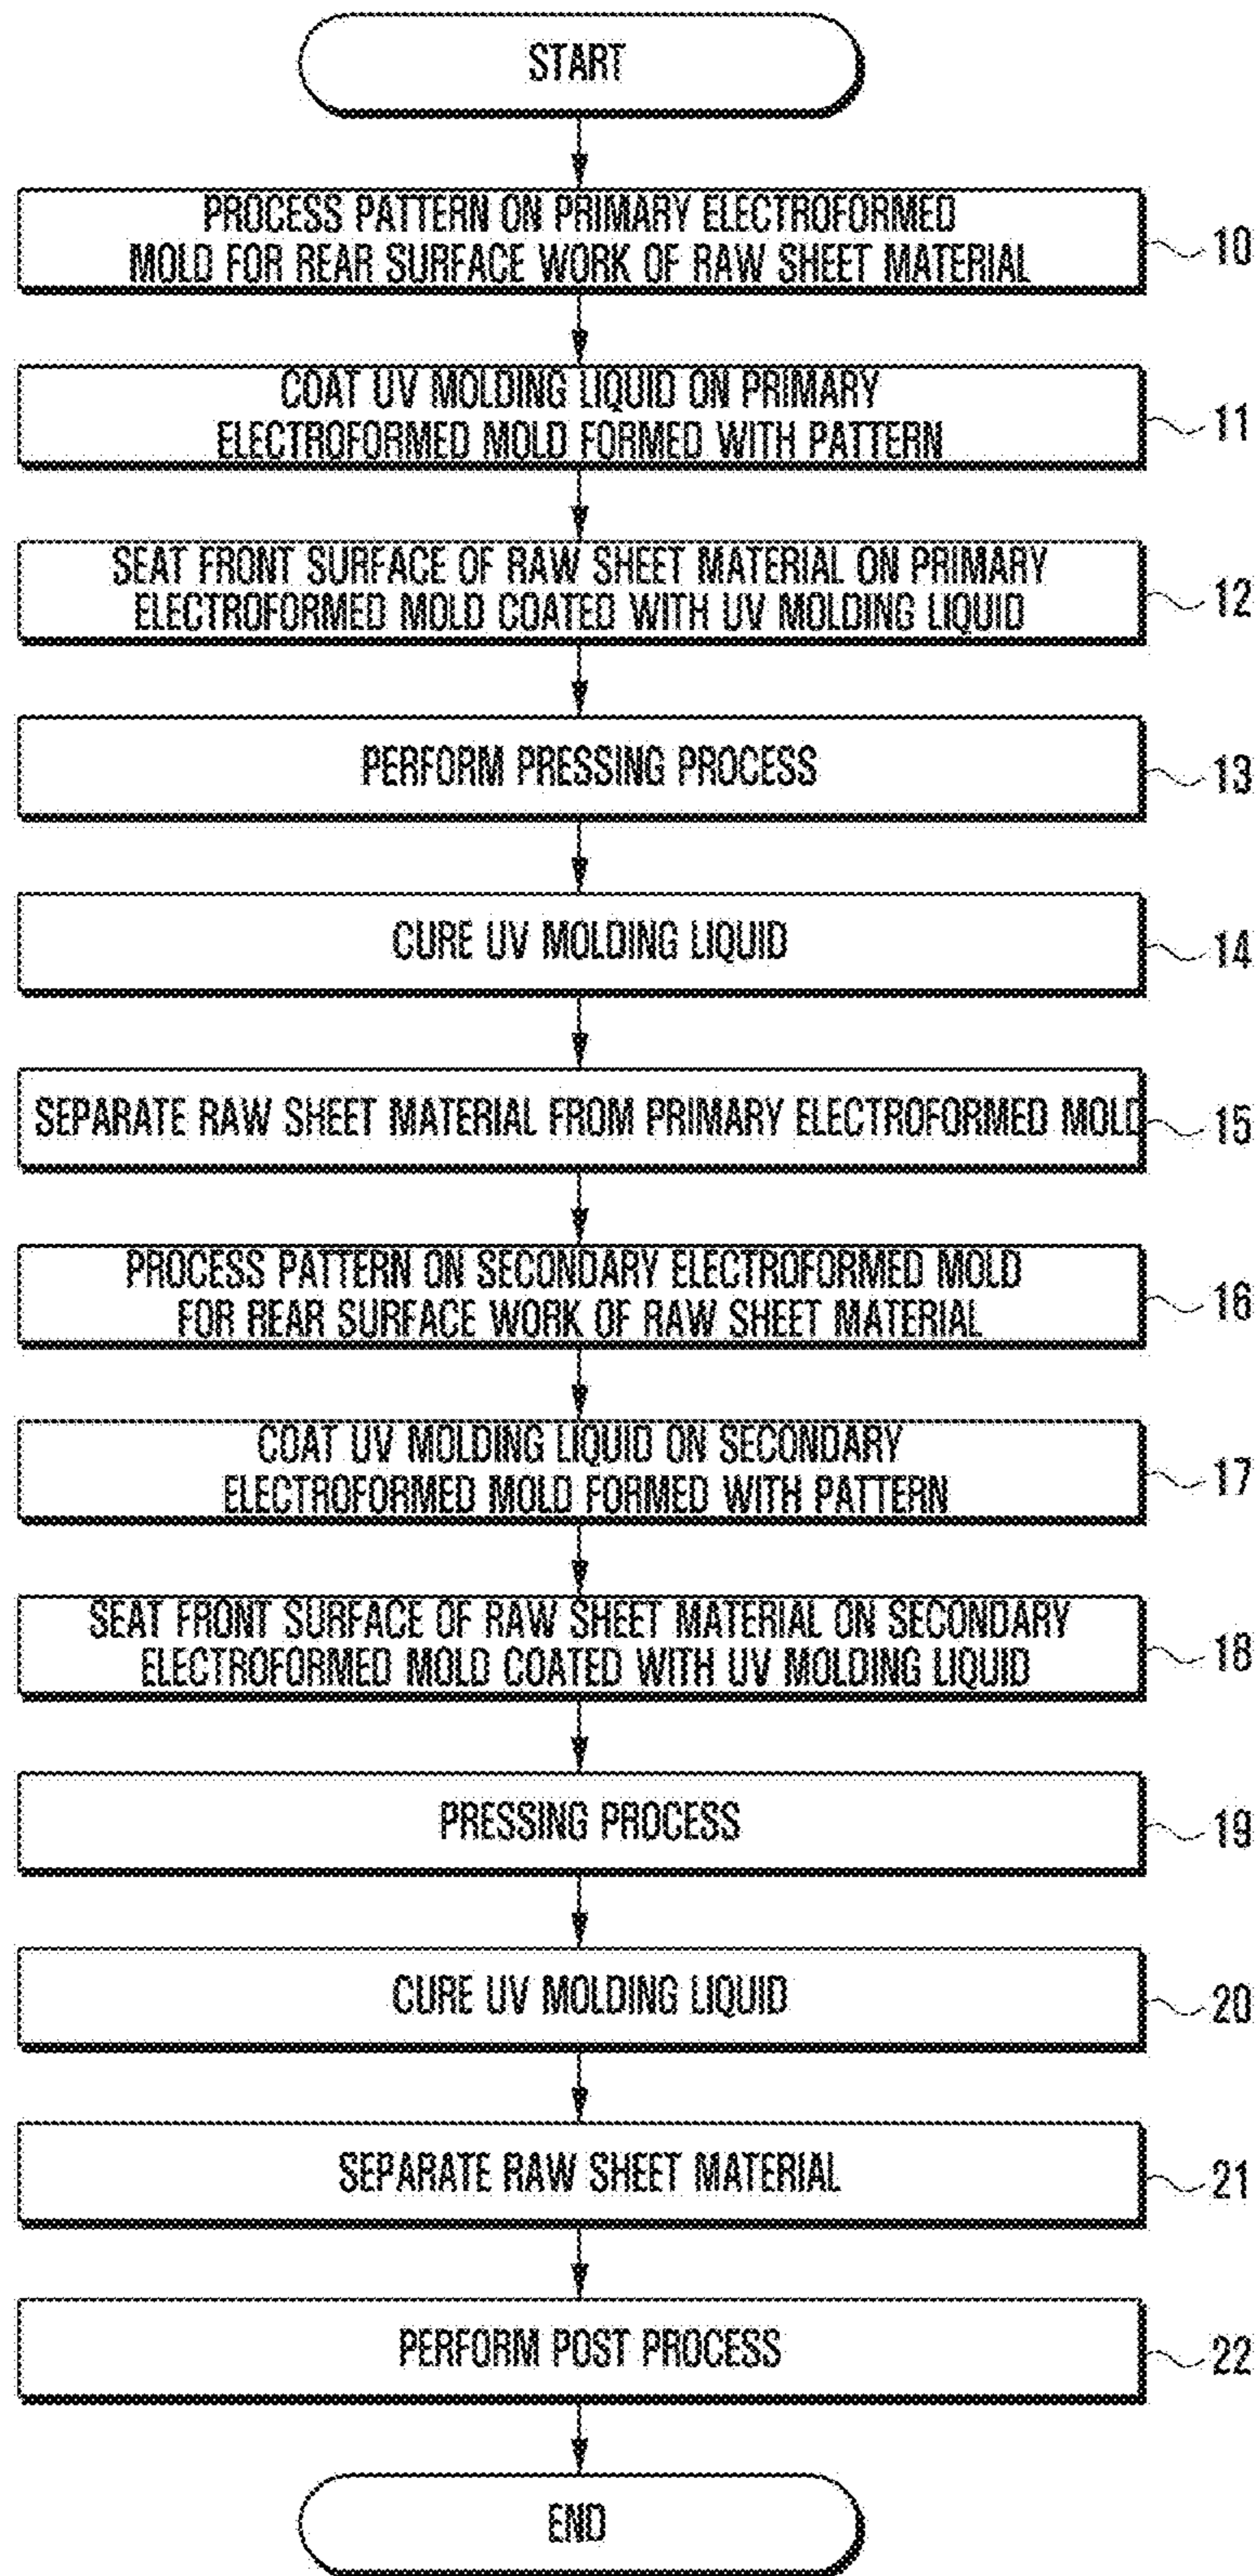 START
PROCESS PATTERN ON PRIMARY ELECTROFORMED
MOLD FOR REAR SURFACE WORK OF RAW SHEET MATERIAL
10
COAT UV MOLDING LIQUID ON PRIMARY
ELECTROFORMED MOLD FORMED WITH PATTERN
11
SEAT FRONT SURFACE OF RAW SHEET MATERIAL ON PRIMARY
ELECTROFORMED MOLD COATED WITH UV MOLDING LIQUID
12
PERFORM PRESSING PROCESS
13
CURE UV MOLDING LIQUID
14
SEPARATE RAW SHEET MATERIAL FROM PRIMARY ELECTROFORMED MOLD
15
PROCESS PATTERN ON SECONDARY ELECTROFORMED MOLD
FOR REAR SURFACE WORK OF RAW SHEET MATERIAL
16
COAT UV MOLDING LIQUID ON SECONDARY
ELECTROFORMED MOLD FORMED WITH PATTERN
17
SEAT FRONT SURFACE OF RAW SHEET MATERIAL ON SECONDARY
ELECTROFORMED MOLD COATED WITH UV MOLDING LIQUID
18
PRESSING PROCESS
19
CURE UV MOLDING LIQUID
20
SEPARATE RAW SHEET MATERIAL
21
PERFORM POST PROCESS
22
END